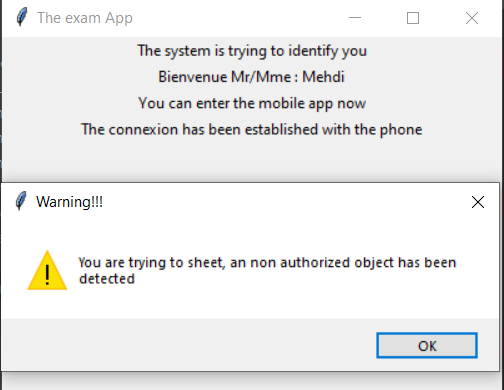 The exam App
The system is trying to identify you
Bienvenue Mr/Mme : Mehdi
You can enter the mobile app now
The connexion has been established with the phone
Warning!!!
You are trying to sheet, an non authorized object has been
detected
OK